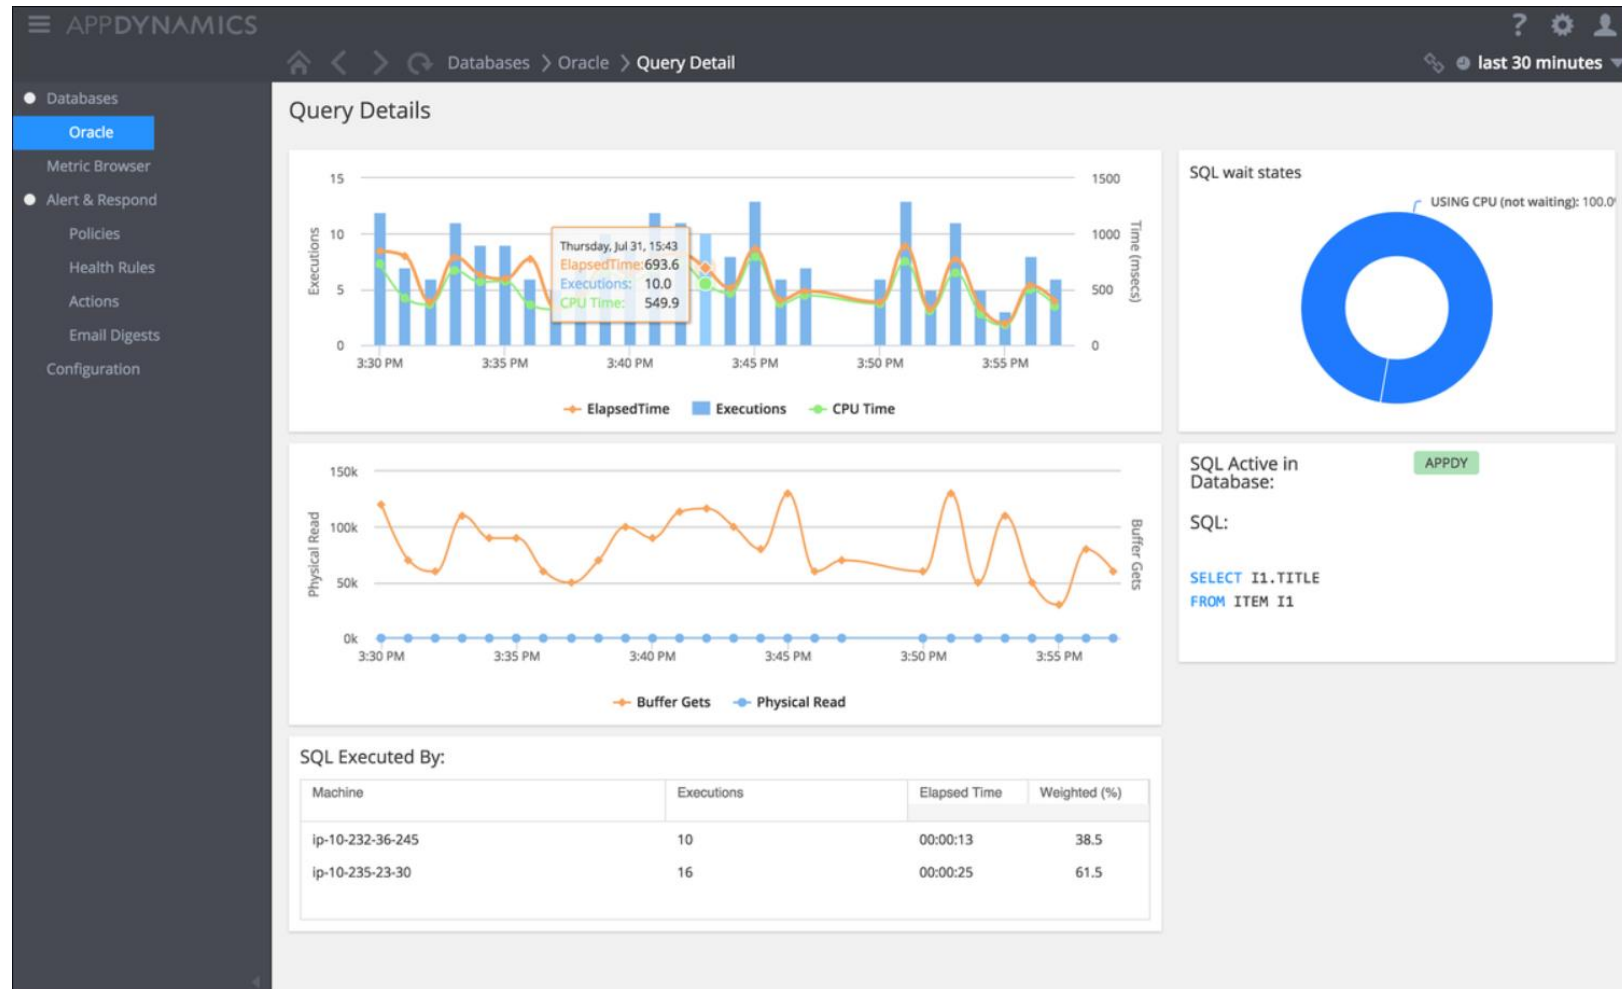 APPDYNAMICS
?
Databases > Oracle > Query Detail
last 30 minutes
Databases
Oracle
Metric Browser
Alert & Respond
Policies
Health Rules
Actions
Email Digests
Configuration
Query Details
15
10
5
0
Executions
1500
1000
500
0
Time (msecs)
Thursday, Jul 31, 15:43
ElapsedTime: 693.6
Executions: 10.0
CPU Time: 549.9
3:30 PM 3:35 PM 3:40 PM 3:45 PM 3:50 PM 3:55 PM
ElapsedTime Executions CPU Time
SQL wait states
USING CPU (not waiting): 100.0
150k
100k
50k
0k
Physical Read
Buffer Gets
3:30 PM 3:35 PM 3:40 PM 3:45 PM 3:50 PM 3:55 PM
Buffer Gets Physical Read
SQL Active in
Database:
APPDY
SQL:
SELECT I1.TITLE
FROM ITEM I1
SQL Executed By:
Machine Executions Elapsed Time Weighted (%)
ip-10-232-36-245 10 00:00:13 38.5
ip-10-235-23-30 16 00:00:25 61.5